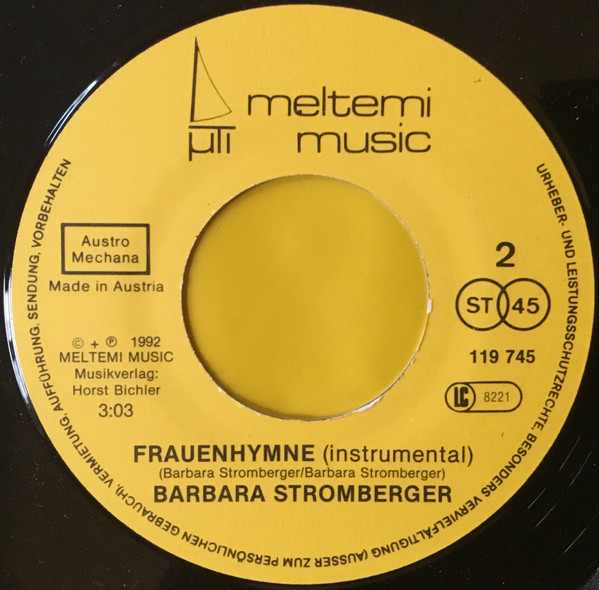 meltemi
music
µπ
Austro
Mechana
Made in Austria
2
ST 45
119 745
LC 8221
© + ℗ 1992
MELTEMI MUSIC
Musikverlag:
Horst Bichler
3:03
FRAUENHYMNE (instrumental)
(Barbara Stromberger/Barbara Stromberger)
BARBARA STROMBERGER
URHEBER- UND LEISTUNGSSCHUTZRECHTE, BESONDERS VERVIELFÄLTIGUNG (AUSSER ZUM PERSÖNLICHEN GEBRAUCH), VERMIETUNG, AUFFÜHRUNG, SENDUNG, VORBEHALTEN